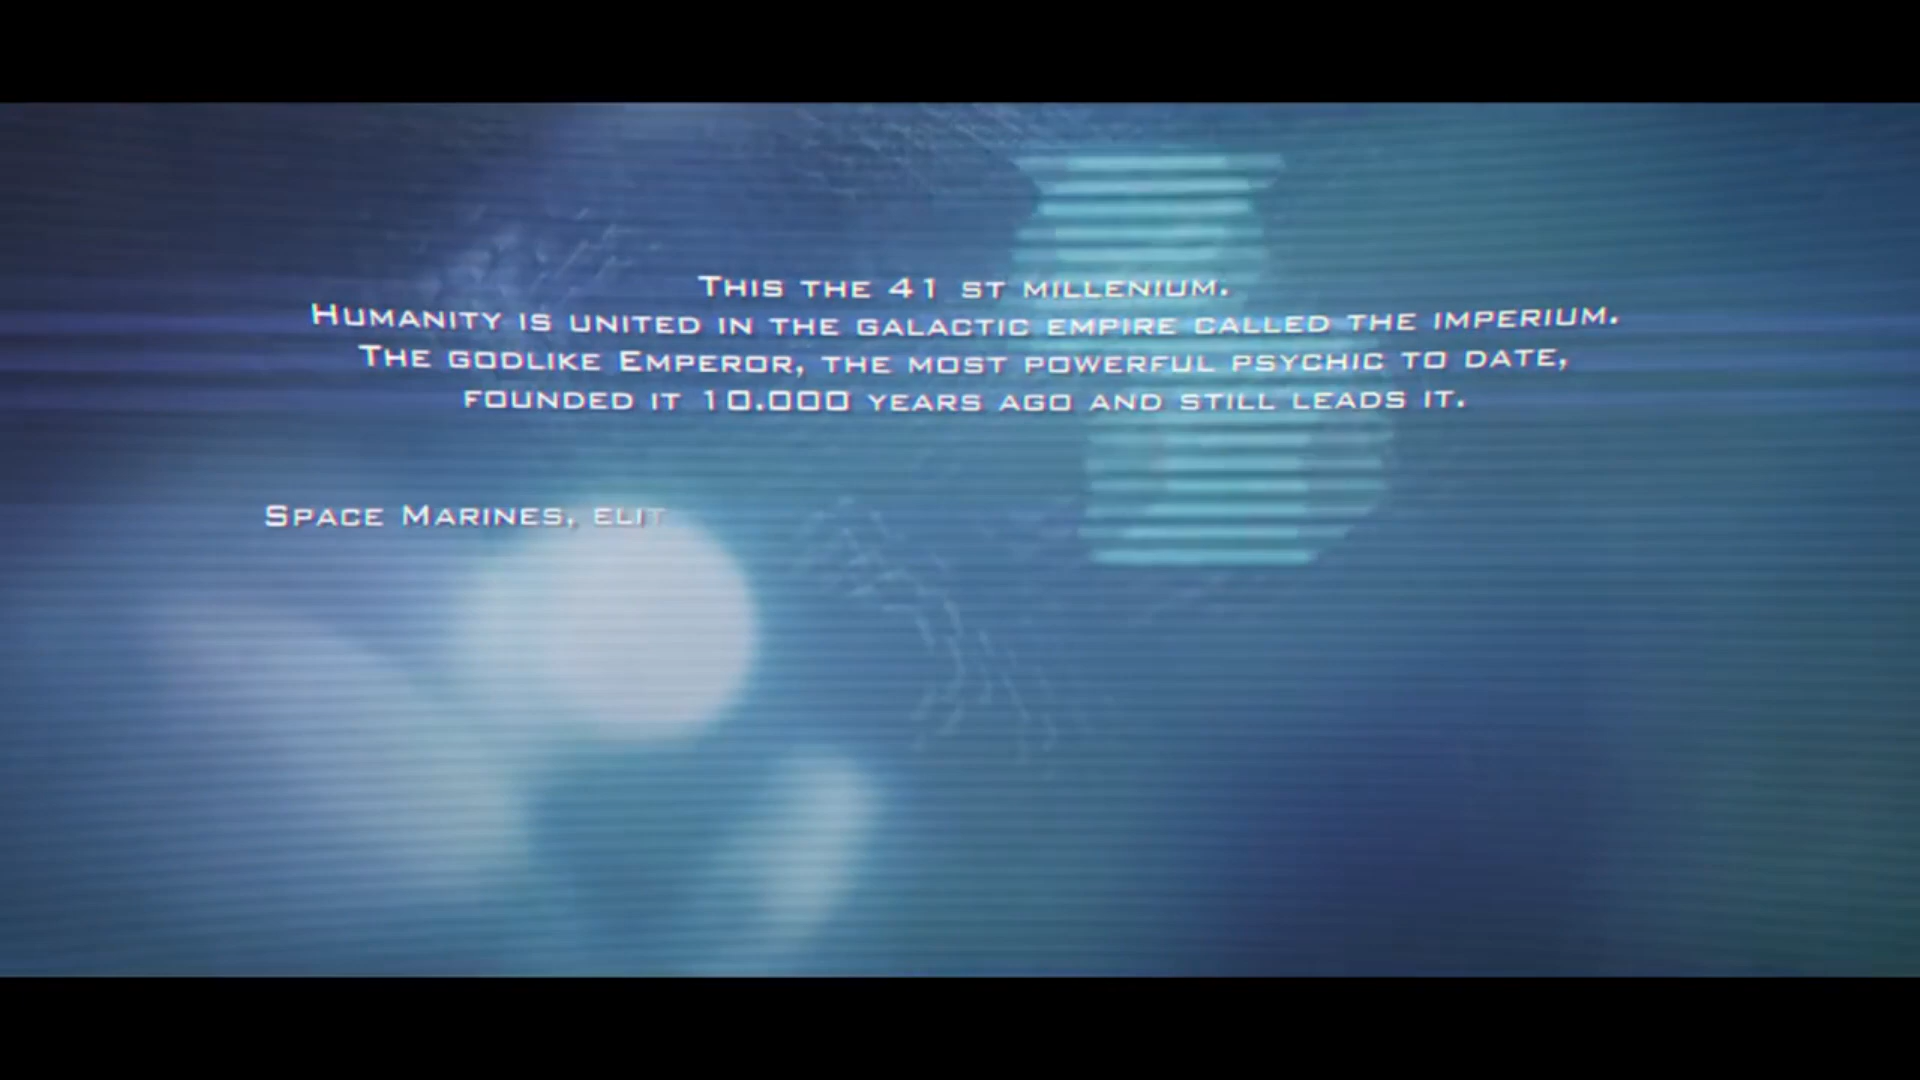 This the 41 st millenium.
Humanity is united in the galactic empire called the imperium.
The godlike Emperor, the most powerful psychic to date,
founded it 10.000 years ago and still leads it.
Space Marines, elit